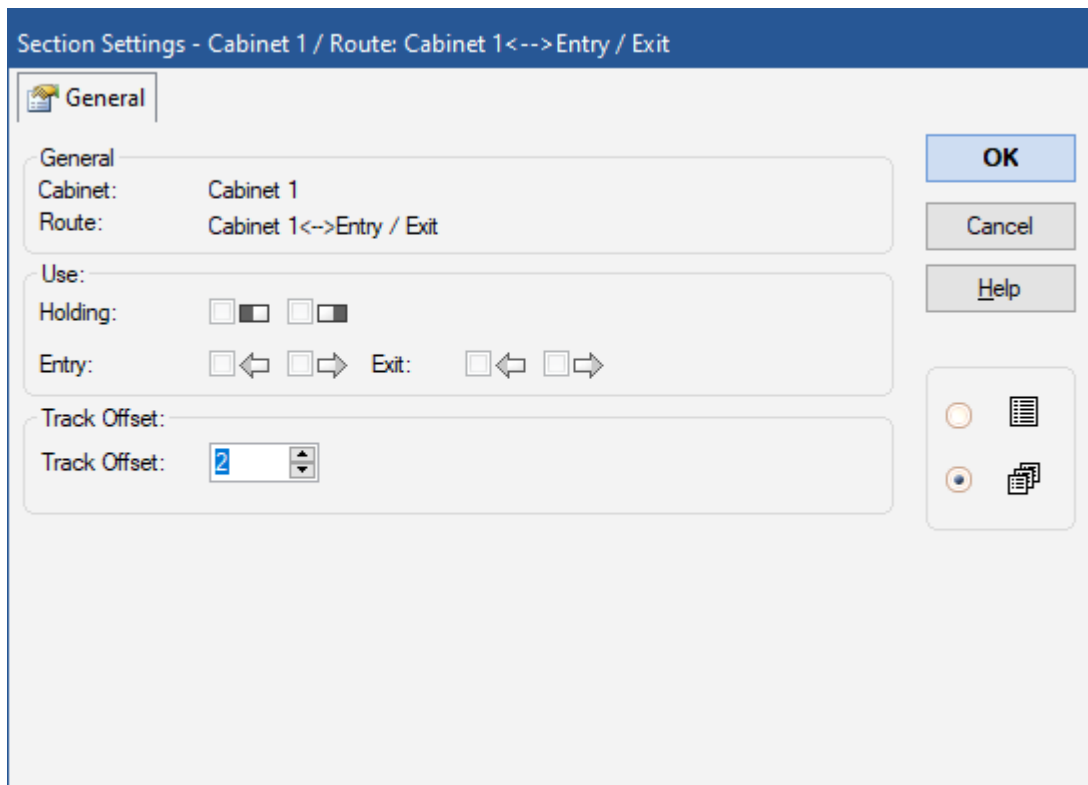 Section Settings - Cabinet 1 / Route: Cabinet 1<-->Entry / Exit
General
General
Cabinet: Cabinet 1
Route: Cabinet 1<-->Entry / Exit
Use:
Holding:
Entry: Exit:
Track Offset:
Track Offset: 2
OK
Cancel
Help